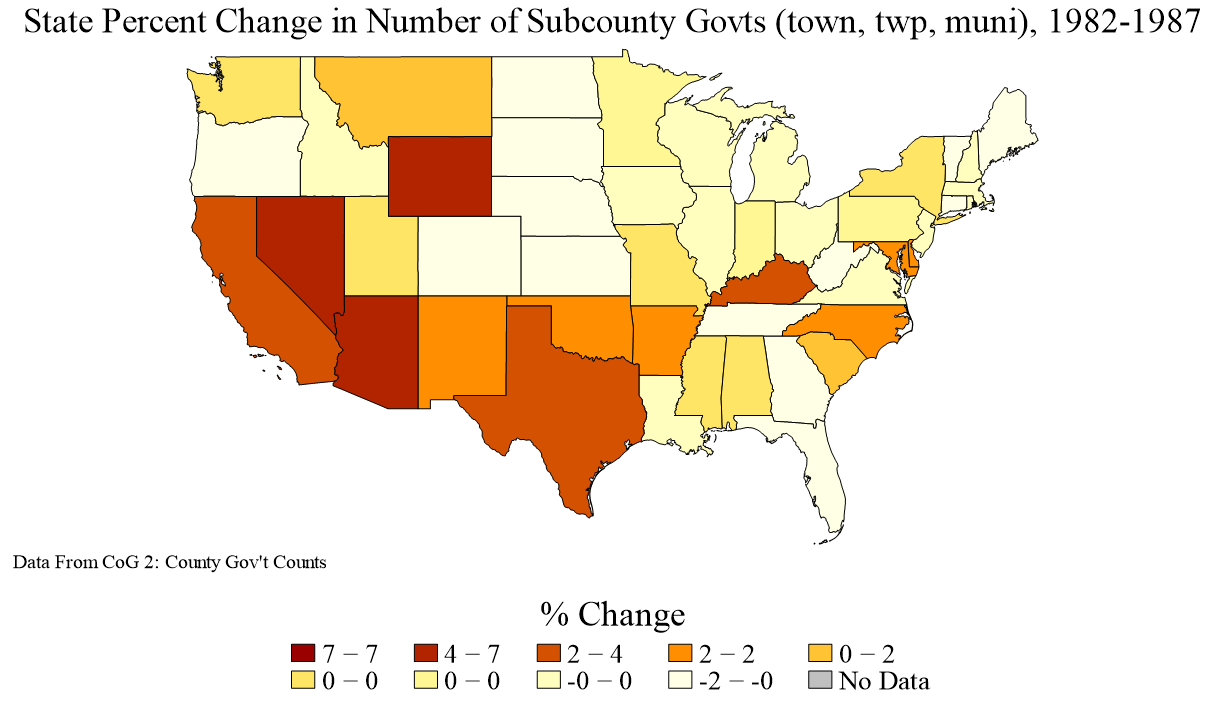 State Percent Change in Number of Subcounty Govts (town, twp, muni), 1982-1987
Data From CoG 2: County Gov't Counts
% Change
7 – 7 4 – 7 2 – 4 2 – 2 0 – 2
0 – 0 0 – 0 -0 – 0 -2 – -0 No Data